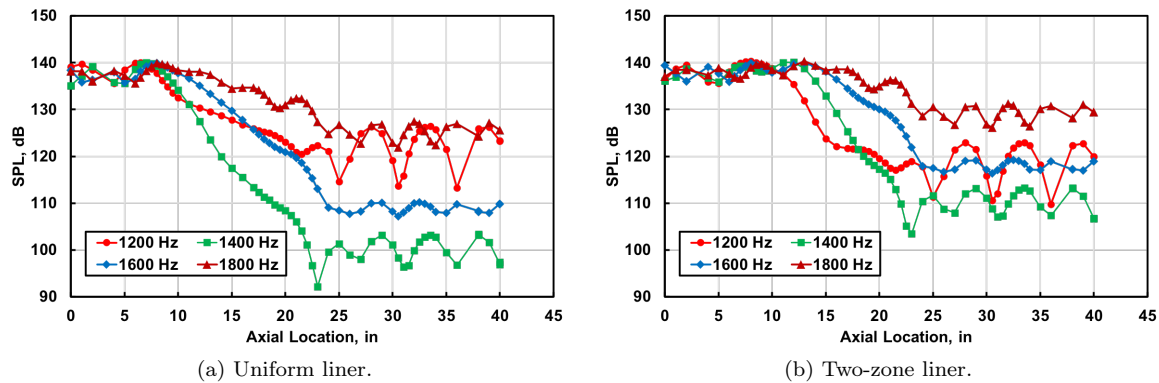 150
140
130
120
110
100
90
SPL, dB
0 5 10 15 20 25 30 35 40 45
Axial Location, in
1200 Hz 1400 Hz
1600 Hz 1800 Hz
(a) Uniform liner.
150
140
130
120
110
100
90
SPL, dB
0 5 10 15 20 25 30 35 40 45
Axial Location, in
1200 Hz 1400 Hz
1600 Hz 1800 Hz
(b) Two-zone liner.